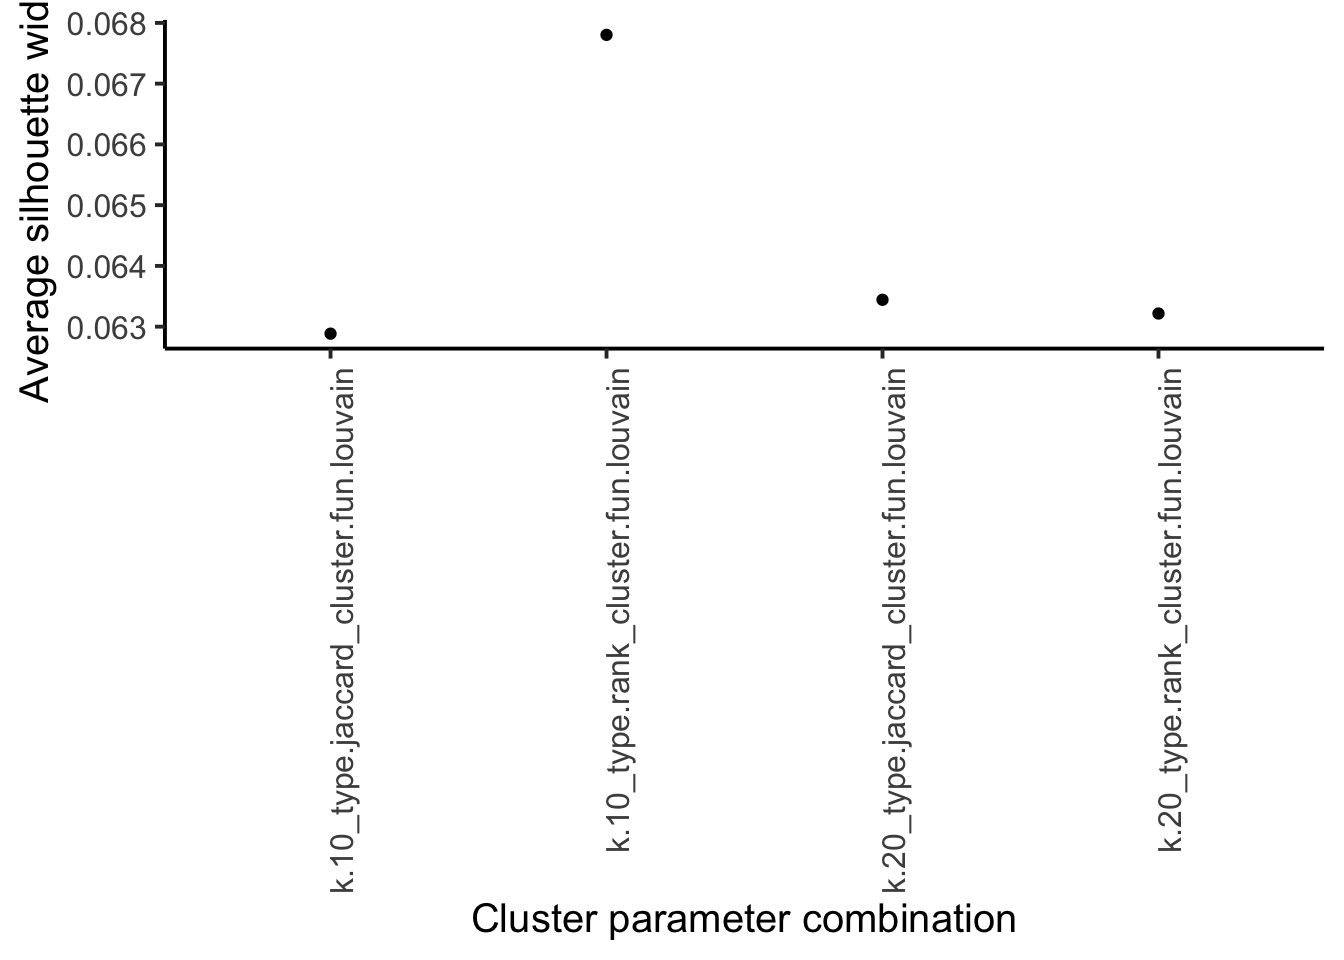 Average silhouette wid
0.068
0.067
0.066
0.065
0.064
0.063
k.10_type.jaccard_cluster.fun.louvain
k.10_type.rank_cluster.fun.louvain
k.20_type.jaccard_cluster.fun.louvain
k.20_type.rank_cluster.fun.louvain
Cluster parameter combination